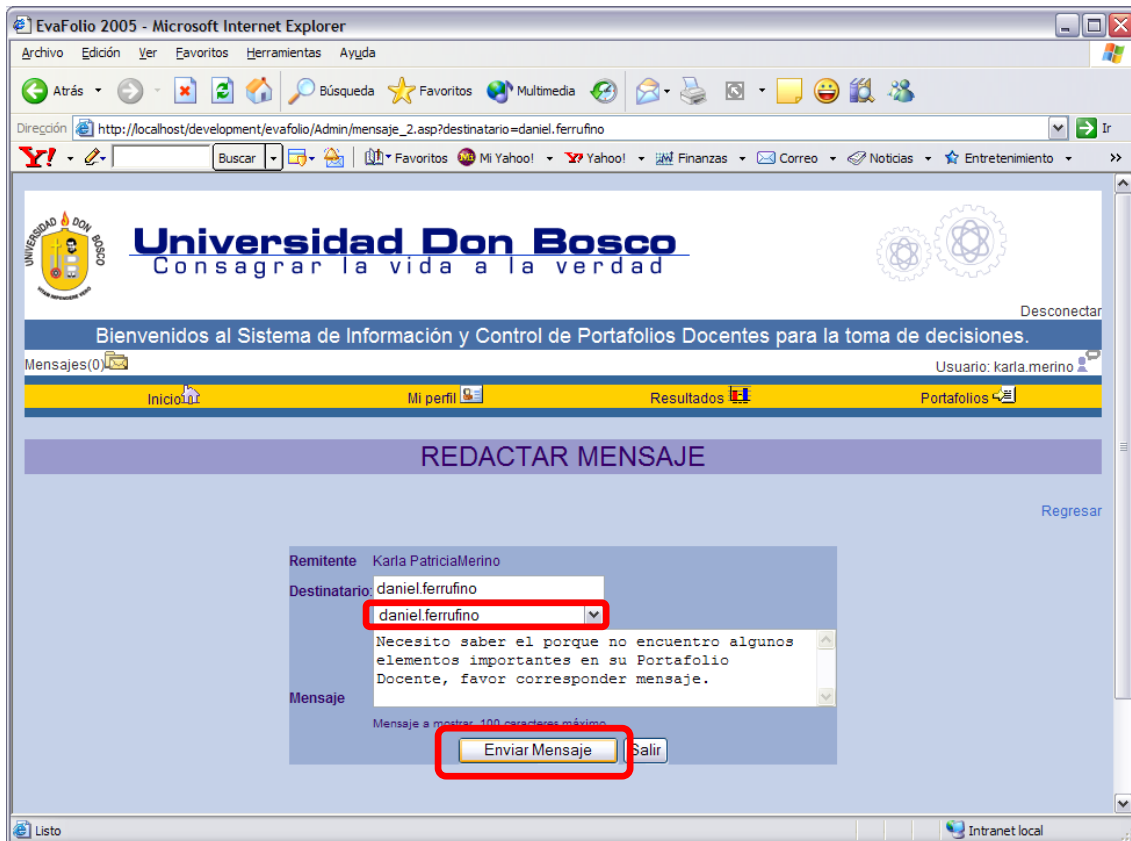 EvaFolio 2005 - Microsoft Internet Explorer
Archivo Edición Ver Favoritos Herramientas Ayuda
Atrás Búsqueda Favoritos Multimedia
Dirección http://localhost/development/evafolio/Admin/mensaje_2.asp?destinatario=daniel.ferrufino Ir
Y! Buscar Favoritos Mi Yahoo! Yahoo! Finanzas Correo Noticias Entretenimiento »
UNIVERSIDAD DON BOSCO
Universidad Don Bosco
Consagrar la vida a la verdad
Desconectar
Bienvenidos al Sistema de Información y Control de Portafolios Docentes para la toma de decisiones.
Mensajes(0) Usuario: karla.merino
Inicio Mi perfil Resultados Portafolios
REDACTAR MENSAJE
Regresar
Remitente Karla PatriciaMerino
Destinatario: daniel.ferrufino
daniel.ferrufino
Necesito saber el porque no encuentro algunos
elementos importantes en su Portafolio
Docente, favor corresponder mensaje.
Mensaje
Mensaje a mostrar, 100 caracteres máximo
Enviar Mensaje Salir
Listo Intranet local